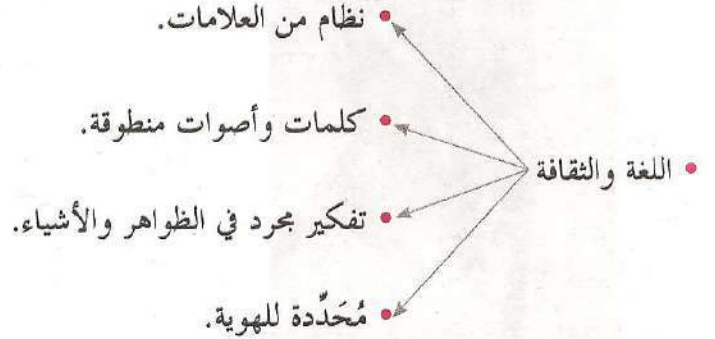 نظام من العلامات.
كلمات وأصوات منطوقة.
اللغة والثقافة
تفكير مجرد في الظواهر والأشياء.
مُحَدِّدة للهوية.